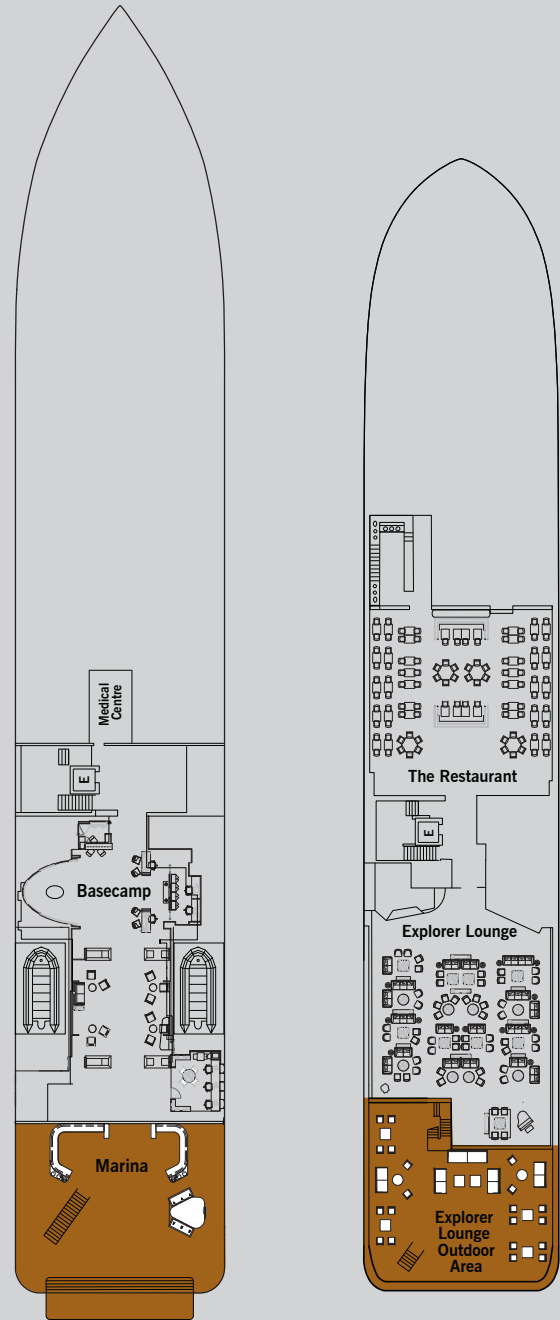 Medical
Centre
E
Basecamp
Marina
The Restaurant
E
Explorer Lounge
Explorer
Lounge
Outdoor
Area